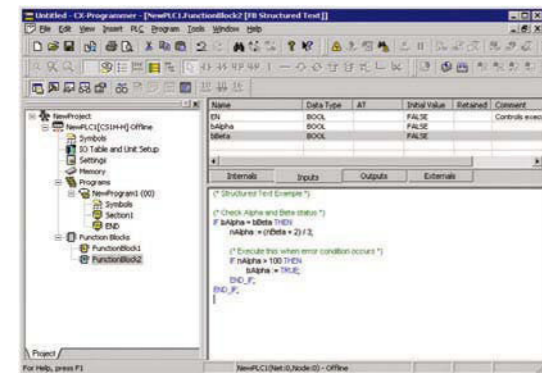 Untitled - CX-Programmer - [NewPLC1.FunctionBlock2 [FB Structured Text]]
File Edit View Insert PLC Program Tools Window Help
NewProject
NewPLC1[CS1H-H] Offline
Symbols
IO Table and Unit Setup
Settings
Memory
Programs
NewProgram1 (00)
Symbols
Section1
END
Function Blocks
FunctionBlock1
FunctionBlock2
Project
Name Data Type AT Initial Value Retained Comment
EN BOOL FALSE Controls exec
bAlpha BOOL FALSE
bBeta BOOL FALSE
Internals Inputs Outputs Externals
(* Structured Text Example *)
(* Check Alpha and Beta status *)
IF bAlpha = bBeta THEN
nAlpha := (nBeta + 2) / 3;
(* Execute this when error condition occurs *)
IF nAlpha > 100 THEN
bAlpha := TRUE;
END_IF;
END_IF;
For Help, press F1
NewPLC1(Net:0,Node:0) - Offline